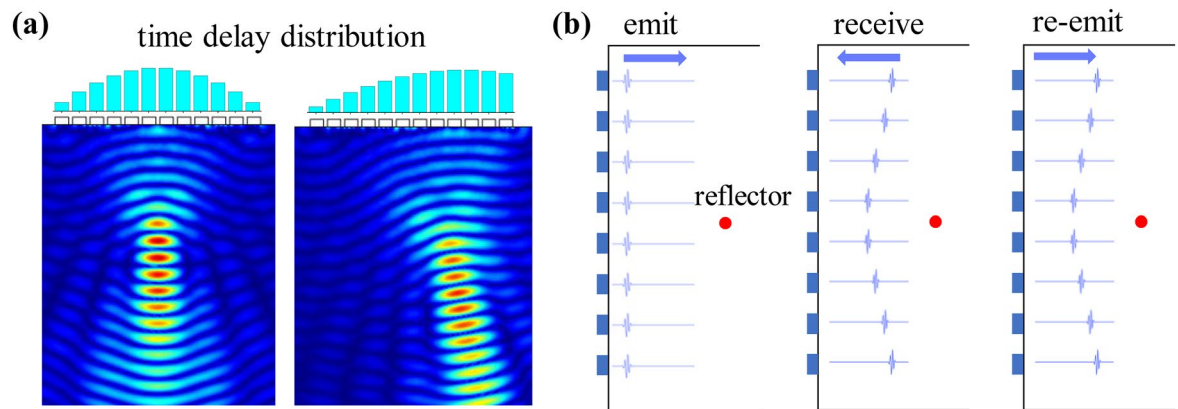 (a)
time delay distribution
(b)
emit
receive
re-emit
reflector